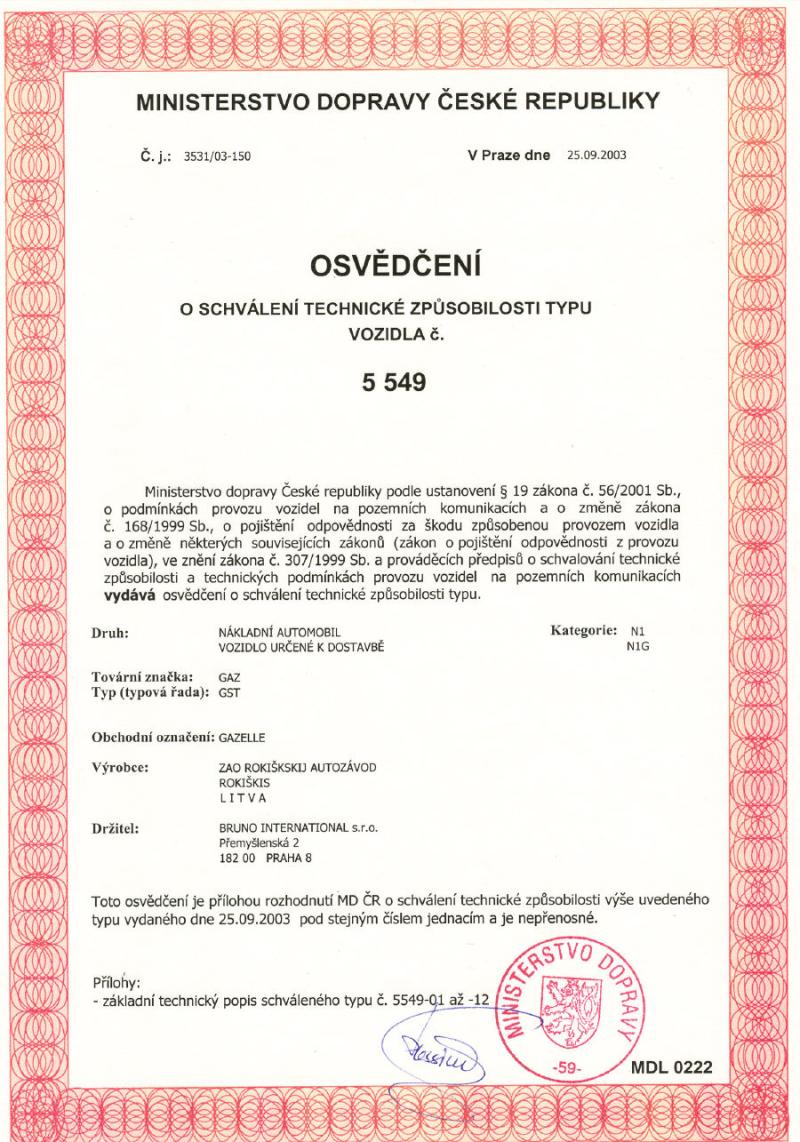 MINISTERSTVO DOPRAVY ČESKÉ REPUBLIKY
Č. j.: 3531/03-150 V Praze dne 25.09.2003
OSVĚDČENÍ
O SCHVÁLENÍ TECHNICKÉ ZPŮSOBILOSTI TYPU
VOZIDLA č.
5 549
Ministerstvo dopravy České republiky podle ustanovení § 19 zákona č. 56/2001 Sb.,
o podmínkách provozu vozidel na pozemních komunikacích a o změně zákona
č. 168/1999 Sb., o pojištění odpovědnosti za škodu způsobenou provozem vozidla
a o změně některých souvisejících zákonů (zákon o pojištění odpovědnosti z provozu
vozidla), ve znění zákona č. 307/1999 Sb. a prováděcích předpisů o schvalování technické
způsobilosti a technických podmínkách provozu vozidel na pozemních komunikacích
vydává osvědčení o schválení technické způsobilosti typu.
Druh: NÁKLADNÍ AUTOMOBIL Kategorie: N1
VOZIDLO URČENÉ K DOSTAVBĚ N1G
Tovární značka: GAZ
Typ (typová řada): GST
Obchodní označení: GAZELLE
Výrobce: ZAO ROKIŠKSKIJ AUTOZÁVOD
ROKIŠKIS
L I T V A
Držitel: BRUNO INTERNATIONAL s.r.o.
Přemyšlenská 2
182 00 PRAHA 8
Toto osvědčení je přílohou rozhodnutí MD ČR o schválení technické způsobilosti výše uvedeného
typu vydaného dne 25.09.2003 pod stejným číslem jednacím a je nepřenosné.
Přílohy:
- základní technický popis schváleného typu č. 5549-01 až -12
MINISTERSTVO DOPRAVY
-59-
MDL 0222